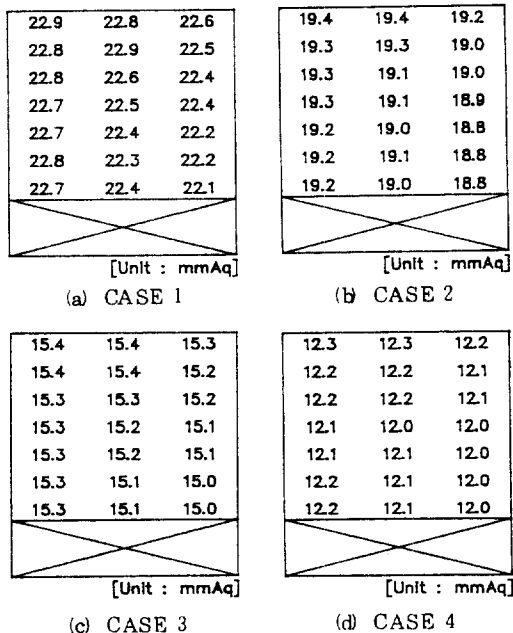 22.9 22.8 22.6
22.8 22.9 22.5
22.8 22.6 22.4
22.7 22.5 22.4
22.7 22.4 22.2
22.8 22.3 22.2
22.7 22.4 22.1
[Unit : mmAq]
(a) CASE 1
19.4 19.4 19.2
19.3 19.3 19.0
19.3 19.1 19.0
19.3 19.1 18.9
19.2 19.0 18.8
19.2 19.1 18.8
19.2 19.0 18.8
[Unit : mmAq]
(b) CASE 2
15.4 15.4 15.3
15.4 15.4 15.2
15.3 15.3 15.2
15.3 15.2 15.1
15.3 15.2 15.1
15.3 15.1 15.0
15.3 15.1 15.0
[Unit : mmAq]
(c) CASE 3
12.3 12.3 12.2
12.2 12.2 12.1
12.2 12.2 12.1
12.1 12.0 12.0
12.1 12.1 12.0
12.2 12.1 12.0
12.2 12.1 12.0
[Unit : mmAq]
(d) CASE 4